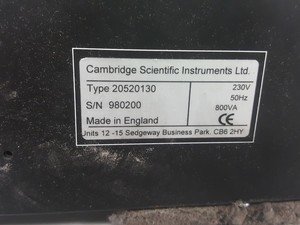 Cambridge Scientific Instruments Ltd.
Type 20520130 230V
50Hz
S/N 980200 800VA
Made in England CE
Units 12 -15 Sedgeway Business Park. CB6 2HY